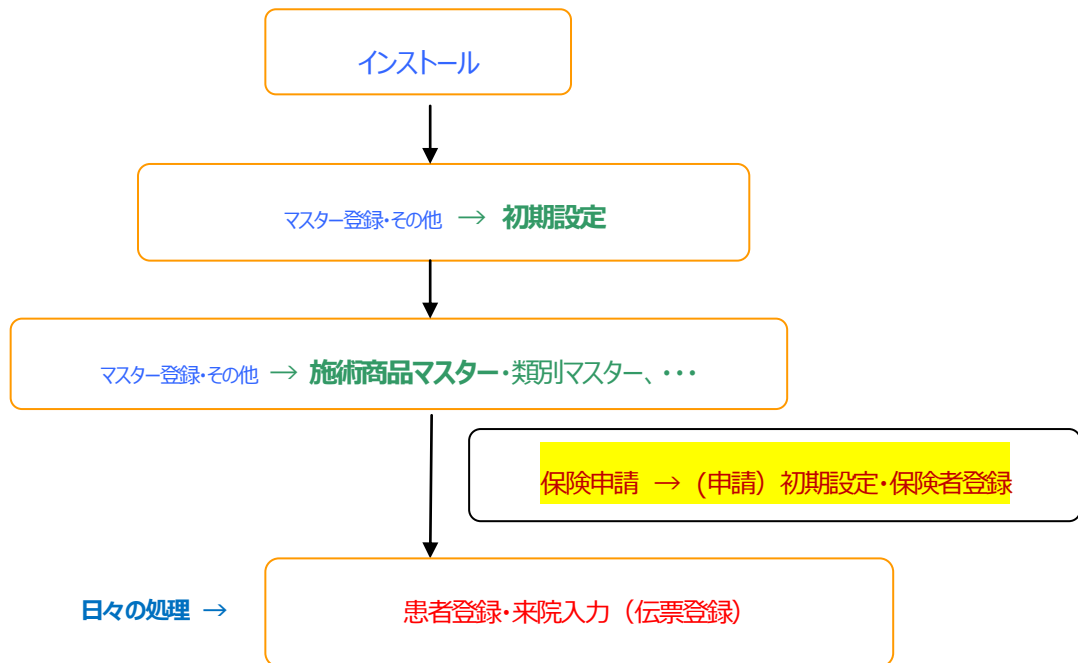 インストール
マスター登録・その他 → 初期設定
マスター登録・その他 → 施術商品マスター・類別マスター、・・・
保険申請 → (申請）初期設定・保険者登録
日々の処理 → 患者登録・来院入力（伝票登録）